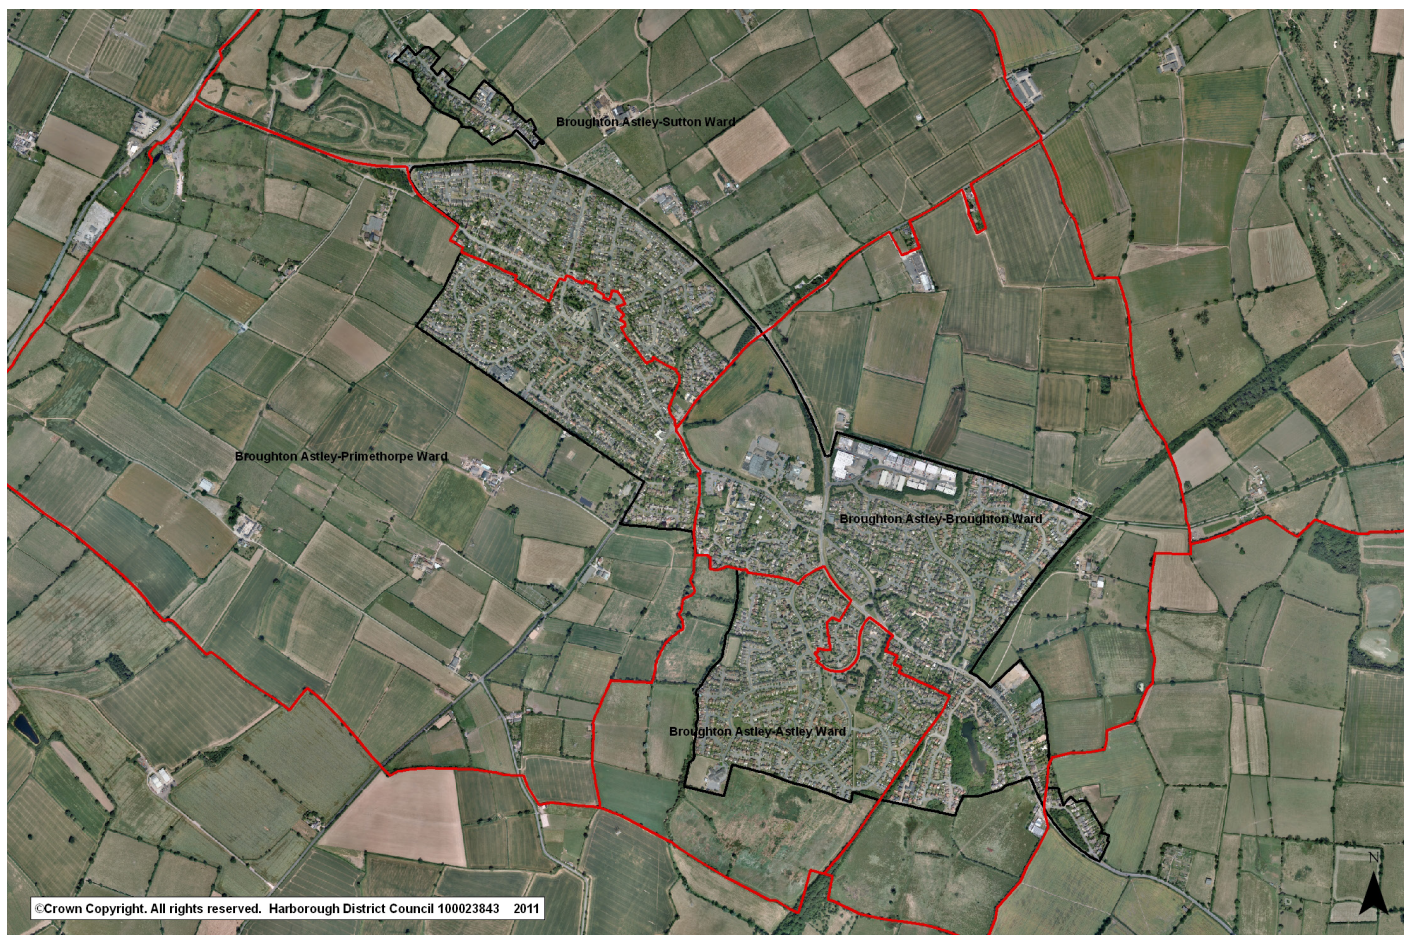 Broughton Astley-Sutton Ward
Broughton Astley-Primethorpe Ward
Broughton Astley-Broughton Ward
Broughton Astley-Astley Ward
N
©Crown Copyright. All rights reserved. Harborough District Council 100023843 2011